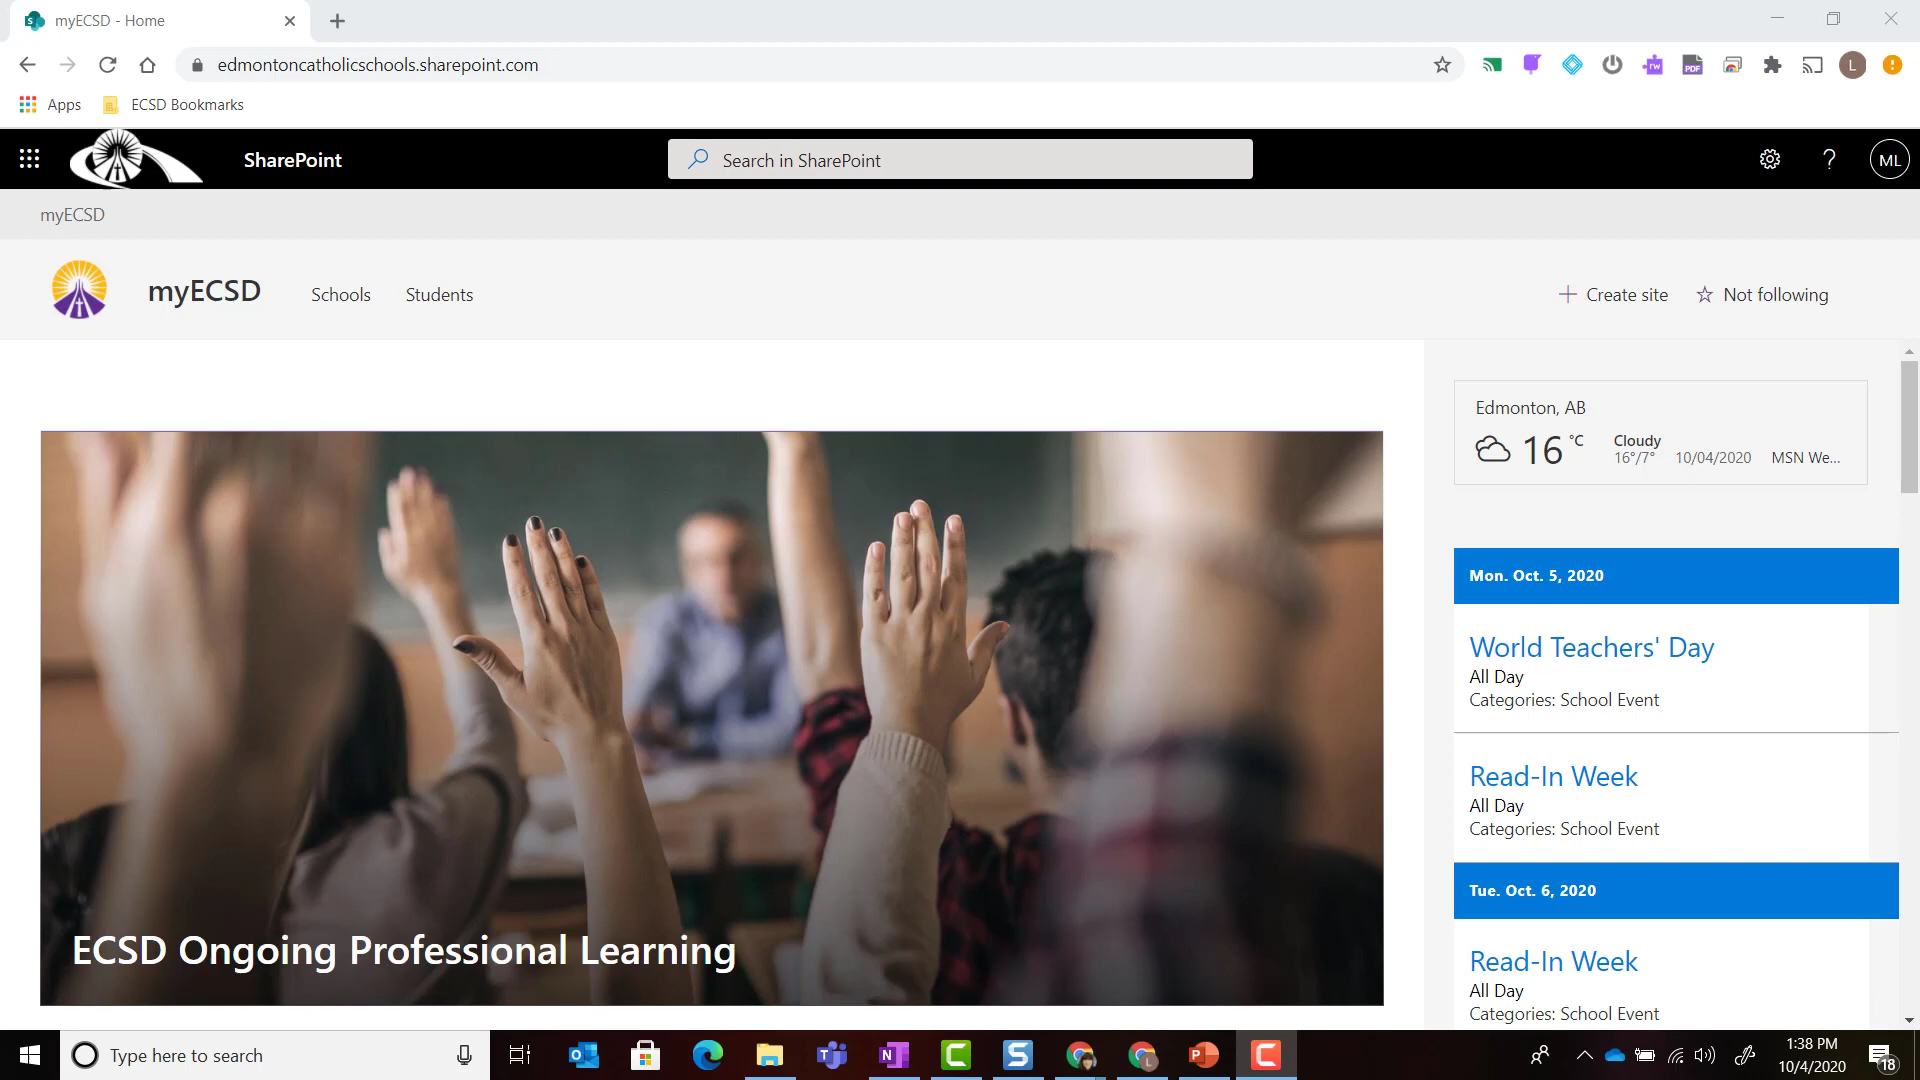 myECSD - Home
edmontoncatholicschools.sharepoint.com
L
Apps
ECSD Bookmarks
SharePoint
Search in SharePoint
ML
myECSD
myECSD
Schools
Students
Create site
Not following
Edmonton, AB
16 °C
Cloudy
16°/7°
10/04/2020
MSN We...
Mon. Oct. 5, 2020
World Teachers' Day
All Day
Categories: School Event
Read-In Week
All Day
Categories: School Event
Tue. Oct. 6, 2020
Read-In Week
All Day
Categories: School Event
ECSD Ongoing Professional Learning
Type here to search
1:38 PM
10/4/2020
18